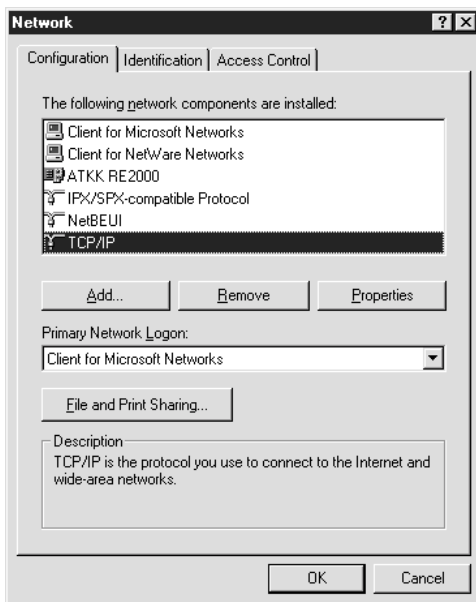 Network
Configuration Identification Access Control
The following network components are installed:
Client for Microsoft Networks
Client for NetWare Networks
ATKK RE2000
IPX/SPX-compatible Protocol
NetBEUI
TCP/IP
Add... Remove Properties
Primary Network Logon:
Client for Microsoft Networks
File and Print Sharing...
Description
TCP/IP is the protocol you use to connect to the Internet and
wide-area networks.
OK Cancel